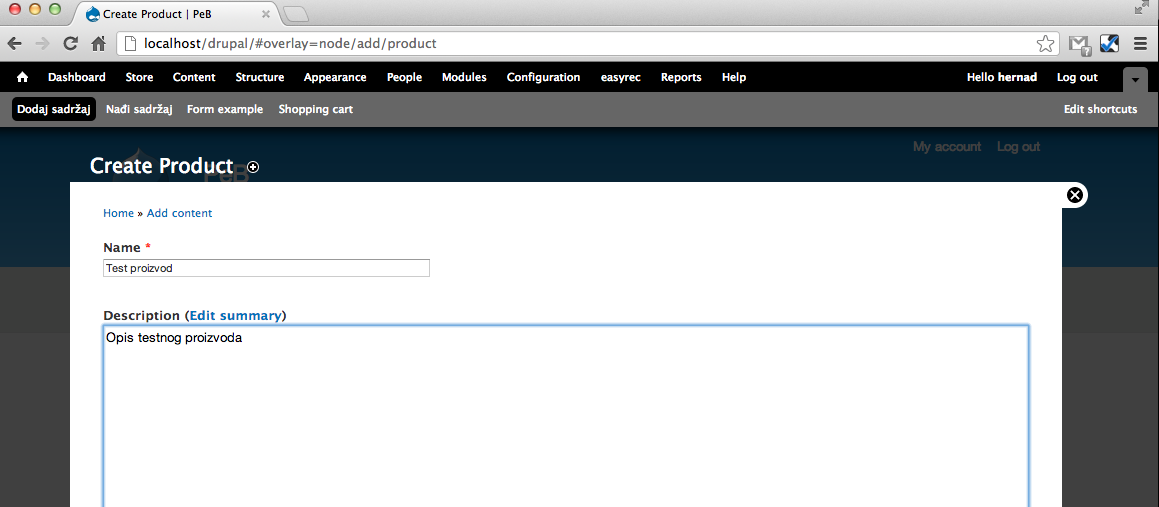 Create Product | PeB
localhost/drupal/#overlay=node/add/product
Dashboard Store Content Structure Appearance People Modules Configuration easyrec Reports Help Hello hernad Log out
Dodaj sadržaj Nađi sadržaj Form example Shopping cart Edit shortcuts
My account Log out
Create Product
PeB
Home » Add content
Name *
Test proizvod
Description (Edit summary)
Opis testnog proizvoda